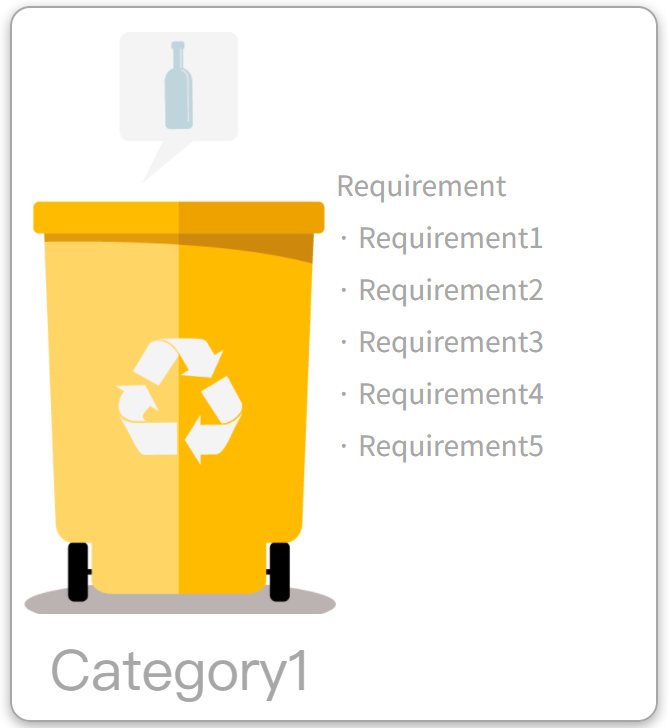 Requirement
· Requirement1
· Requirement2
· Requirement3
· Requirement4
· Requirement5
Category1